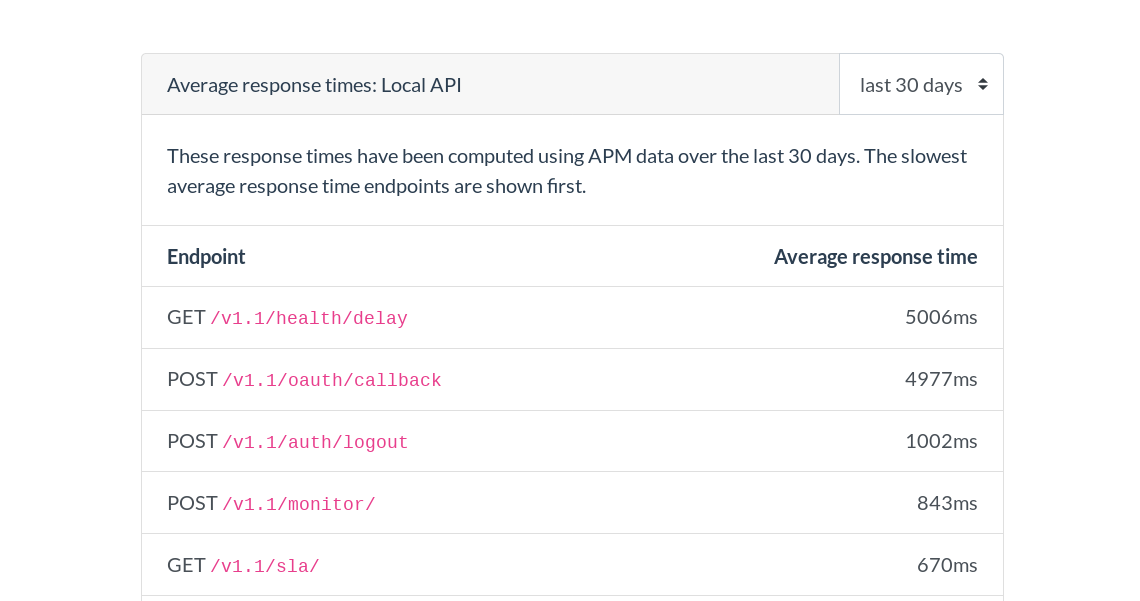 Average response times: Local API last 30 days
These response times have been computed using APM data over the last 30 days. The slowest
average response time endpoints are shown first.
Endpoint Average response time
GET /v1.1/health/delay 5006ms
POST /v1.1/oauth/callback 4977ms
POST /v1.1/auth/logout 1002ms
POST /v1.1/monitor/ 843ms
GET /v1.1/sla/ 670ms